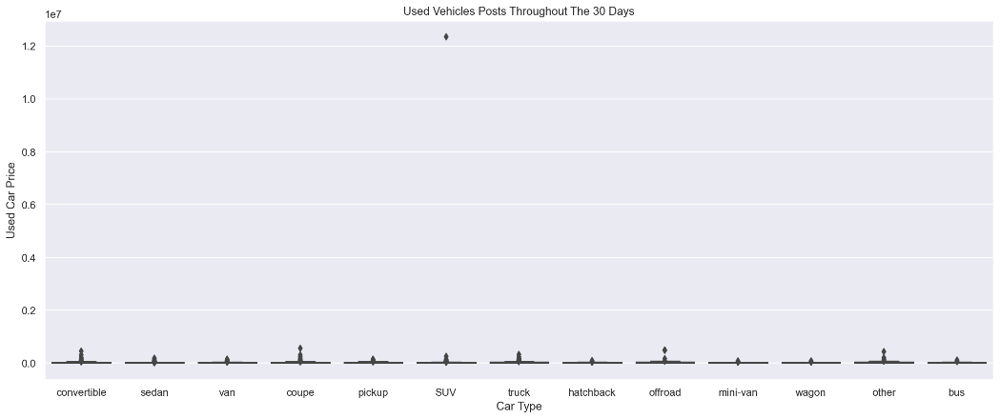 Used Vehicles Posts Throughout The 30 Days
1e7
1.2
1.0
0.8
0.6
0.4
0.2
0.0
Used Car Price
convertible sedan van coupe pickup SUV truck hatchback offroad mini-van wagon other bus
Car Type